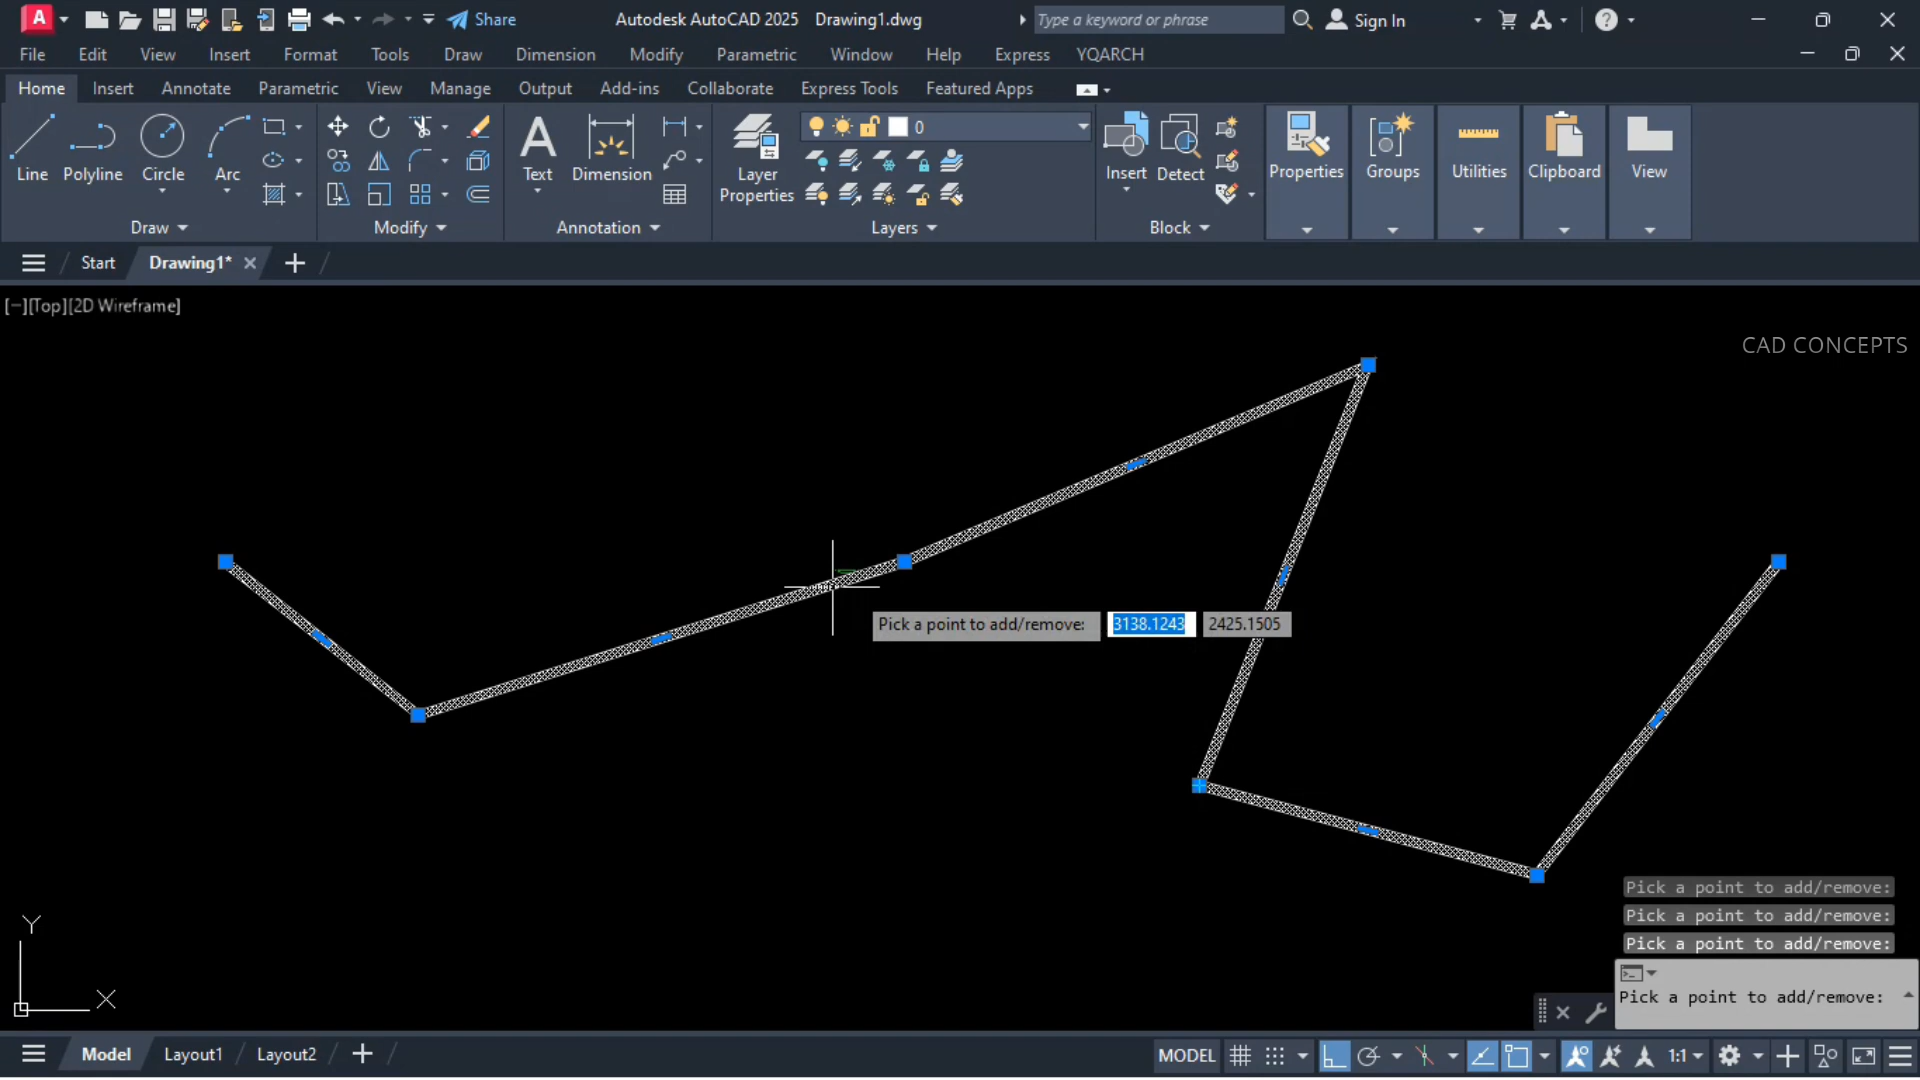 A Share Autodesk AutoCAD 2025 Drawing1.dwg Type a keyword or phrase Sign In
File Edit View Insert Format Tools Draw Dimension Modify Parametric Window Help Express YQARCH
Home Insert Annotate Parametric View Manage Output Add-ins Collaborate Express Tools Featured Apps
0
Line Polyline Circle Arc Text Dimension Layer Properties Insert Detect Properties Groups Utilities Clipboard View
Draw Modify Annotation Layers Block
Start Drawing1*
[−][Top][2D Wireframe]
CAD CONCEPTS
Pick a point to add/remove: 3138.1243 2425.1505
Pick a point to add/remove:
Pick a point to add/remove:
Pick a point to add/remove:
Pick a point to add/remove:
Y
X
Model Layout1 Layout2 MODEL 1:1